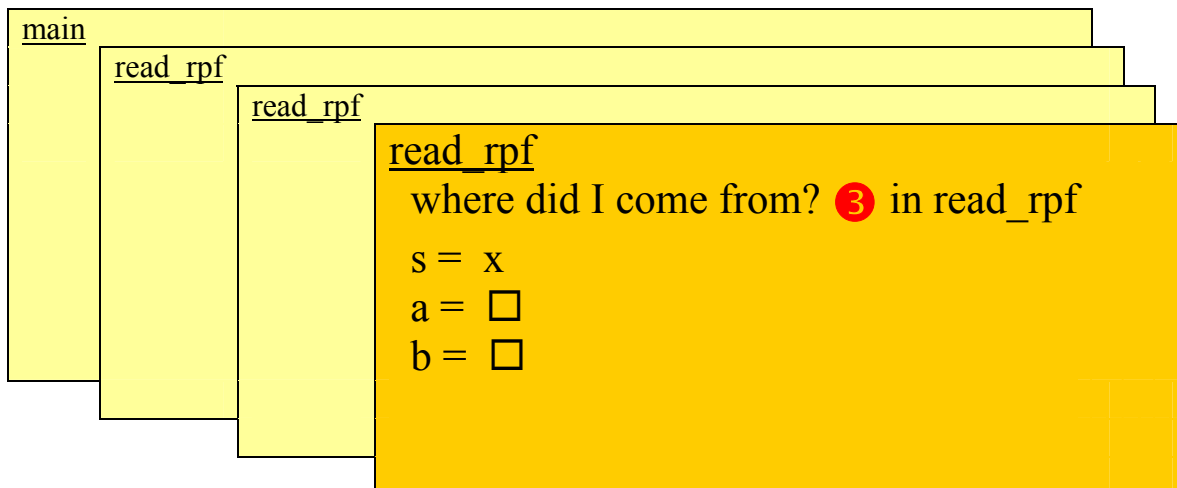 main
read_rpf
read_rpf
read_rpf
where did I come from? 3 in read_rpf
s = x
a = □
b = □